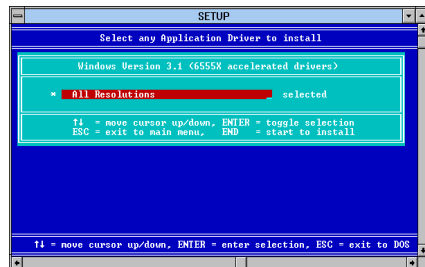 SETUP
Select any Application Driver to install
Windows Version 3.1 (6555X accelerated drivers)
* All Resolutions _ selected
↑↓ = move cursor up/down, ENTER = toggle selection
ESC = exit to main menu, END = start to install
↑↓ = move cursor up/down, ENTER = enter selection, ESC = exit to DOS